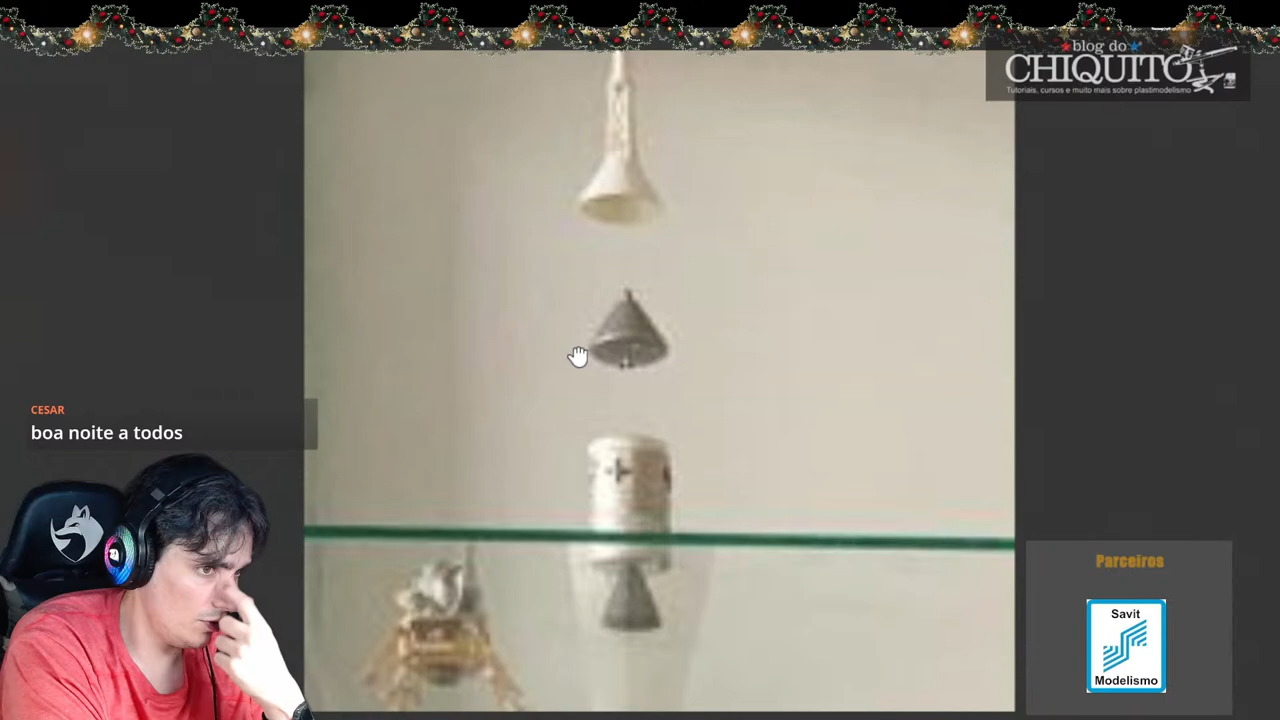 blog do
CHIQUITO
Tutoriais, cursos e muito mais sobre plastimodelismo
CESAR
boa noite a todos
Parceiros
Savit
Modelismo